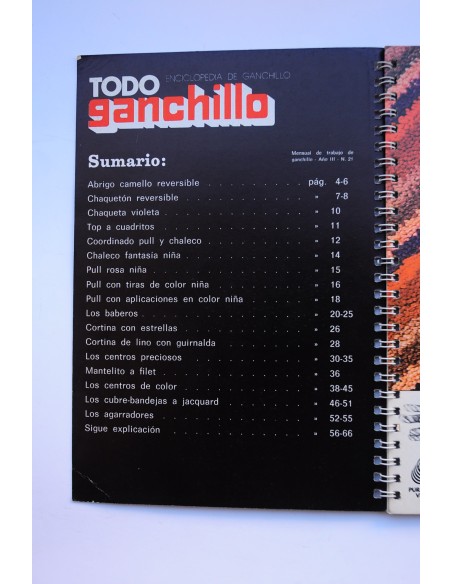 TODO ENCICLOPEDIA DE GANCHILLO
ganchillo
Sumario:
Mensual de trabajo de
ganchillo - Año III - N. 21
Abrigo camello reversible . . . . . . . . . pág. 4-6
Chaquetón reversible . . . . . . . . . . . » 7-8
Chaqueta violeta . . . . . . . . . . . . » 10
Top a cuadritos . . . . . . . . . . . . » 11
Coordinado pull y chaleco . . . . . . . . . » 12
Chaleco fantasía niña . . . . . . . . . . » 14
Pull rosa niña . . . . . . . . . . . . . » 15
Pull con tiras de color niña . . . . . . . . » 16
Pull con aplicaciones en color niña . . . . . . » 18
Los baberos . . . . . . . . . . . . . . » 20-25
Cortina con estrellas . . . . . . . . . . . » 26
Cortina de lino con guirnalda . . . . . . . . » 28
Los centros preciosos . . . . . . . . . . » 30-35
Mantelito a filet . . . . . . . . . . . . » 36
Los centros de color . . . . . . . . . . . » 38-45
Los cubre-bandejas a jacquard . . . . . . . » 46-51
Los agarradores . . . . . . . . . . . . » 52-55
Sigue explicación . . . . . . . . . . . . » 56-66
PUR
V